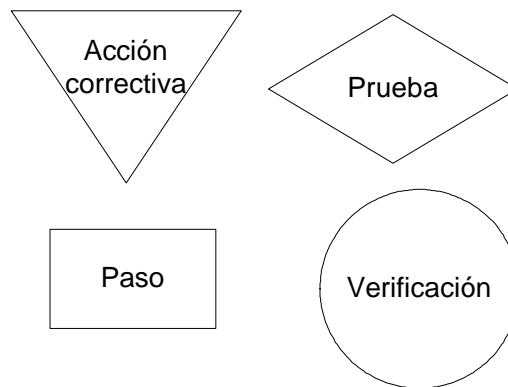 Acción
correctiva
Prueba
Paso
Verificación